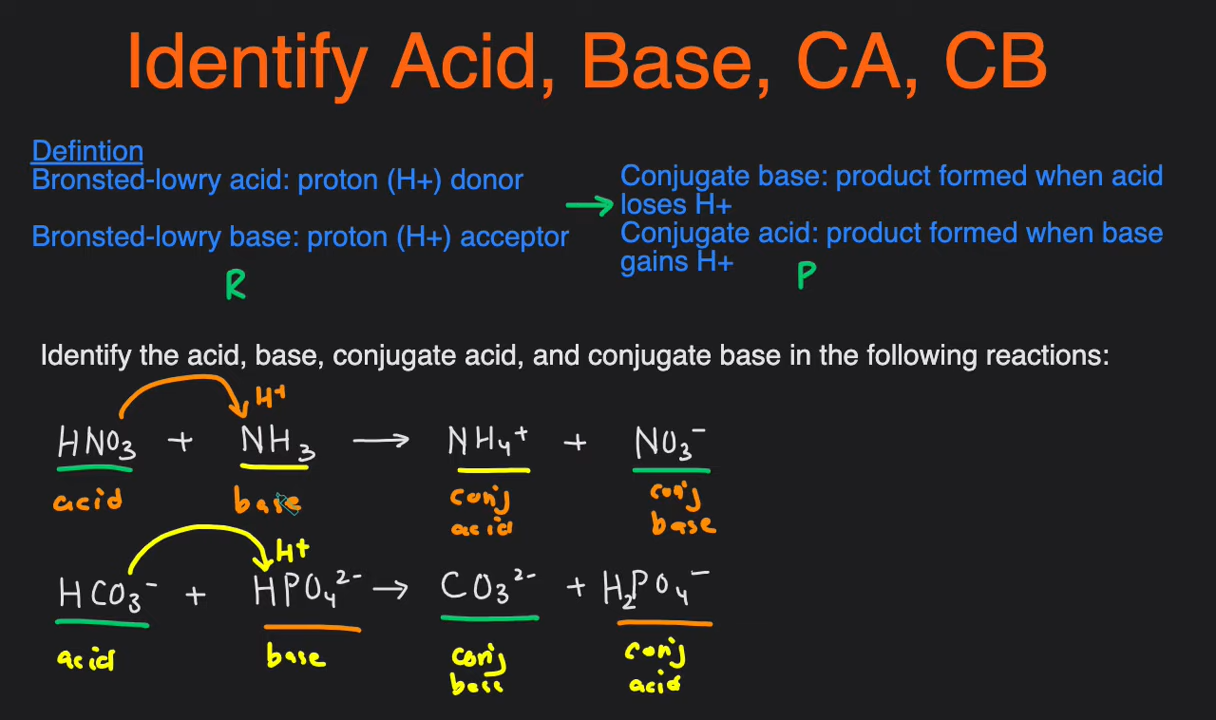 Identify Acid, Base, CA, CB
Defintion
Bronsted-lowry acid: proton (H+) donor
Bronsted-lowry base: proton (H+) acceptor
R
→
Conjugate base: product formed when acid
loses H+
Conjugate acid: product formed when base
gains H+
P
Identify the acid, base, conjugate acid, and conjugate base in the following reactions:
H+
HNO₃ + NH₃ → NH₄⁺ + NO₃⁻
acid base conj acid conj base
H+
HCO₃⁻ + HPO₄²⁻ → CO₃²⁻ + H₂PO₄⁻
acid base conj base conj acid